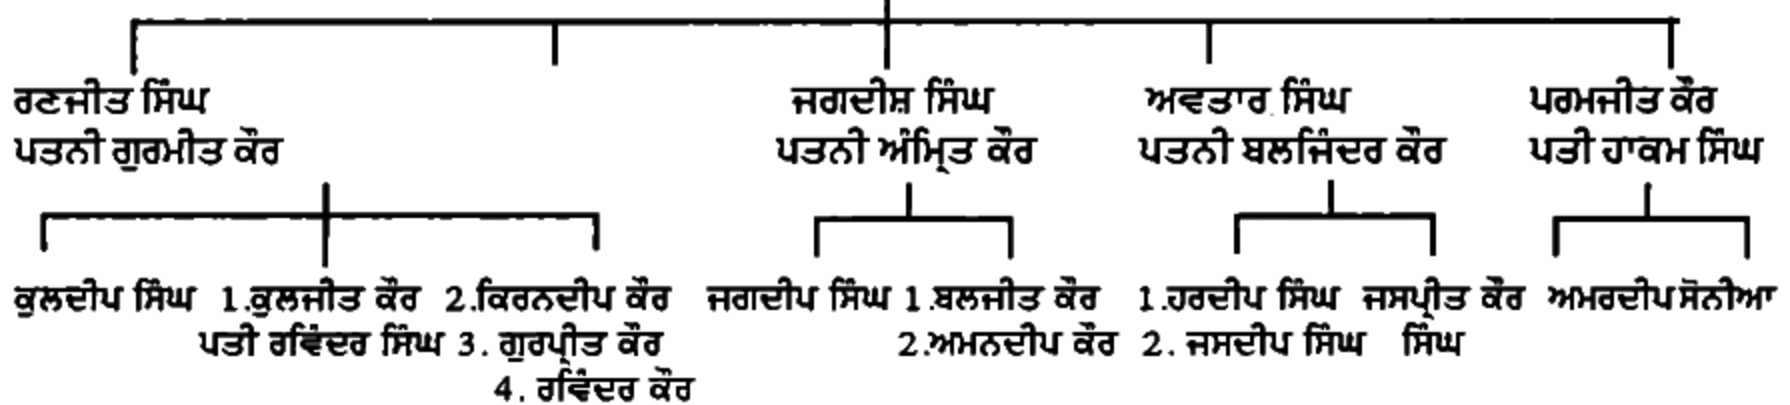 ਰਣਜੀਤ ਸਿੰਘ ਜਗਦੀਸ਼ ਸਿੰਘ ਅਵਤਾਰ ਸਿੰਘ ਪਰਮਜੀਤ ਕੌਰ
ਪਤਨੀ ਗੁਰਮੀਤ ਕੌਰ ਪਤਨੀ ਅੰਮ੍ਰਿਤ ਕੌਰ ਪਤਨੀ ਬਲਜਿੰਦਰ ਕੌਰ ਪਤੀ ਹਾਕਮ ਸਿੰਘ
ਕੁਲਦੀਪ ਸਿੰਘ 1.ਕੁਲਜੀਤ ਕੌਰ 2.ਕਿਰਨਦੀਪ ਕੌਰ ਜਗਦੀਪ ਸਿੰਘ 1.ਬਲਜੀਤ ਕੌਰ 1.ਹਰਦੀਪ ਸਿੰਘ ਜਸਪ੍ਰੀਤ ਕੌਰ ਅਮਰਦੀਪ ਸੋਨੀਆ
ਪਤੀ ਰਵਿੰਦਰ ਸਿੰਘ 3. ਗੁਰਪ੍ਰੀਤ ਕੌਰ 2.ਅਮਨਦੀਪ ਕੌਰ 2. ਜਸਦੀਪ ਸਿੰਘ ਸਿੰਘ
4. ਰਵਿੰਦਰ ਕੌਰ